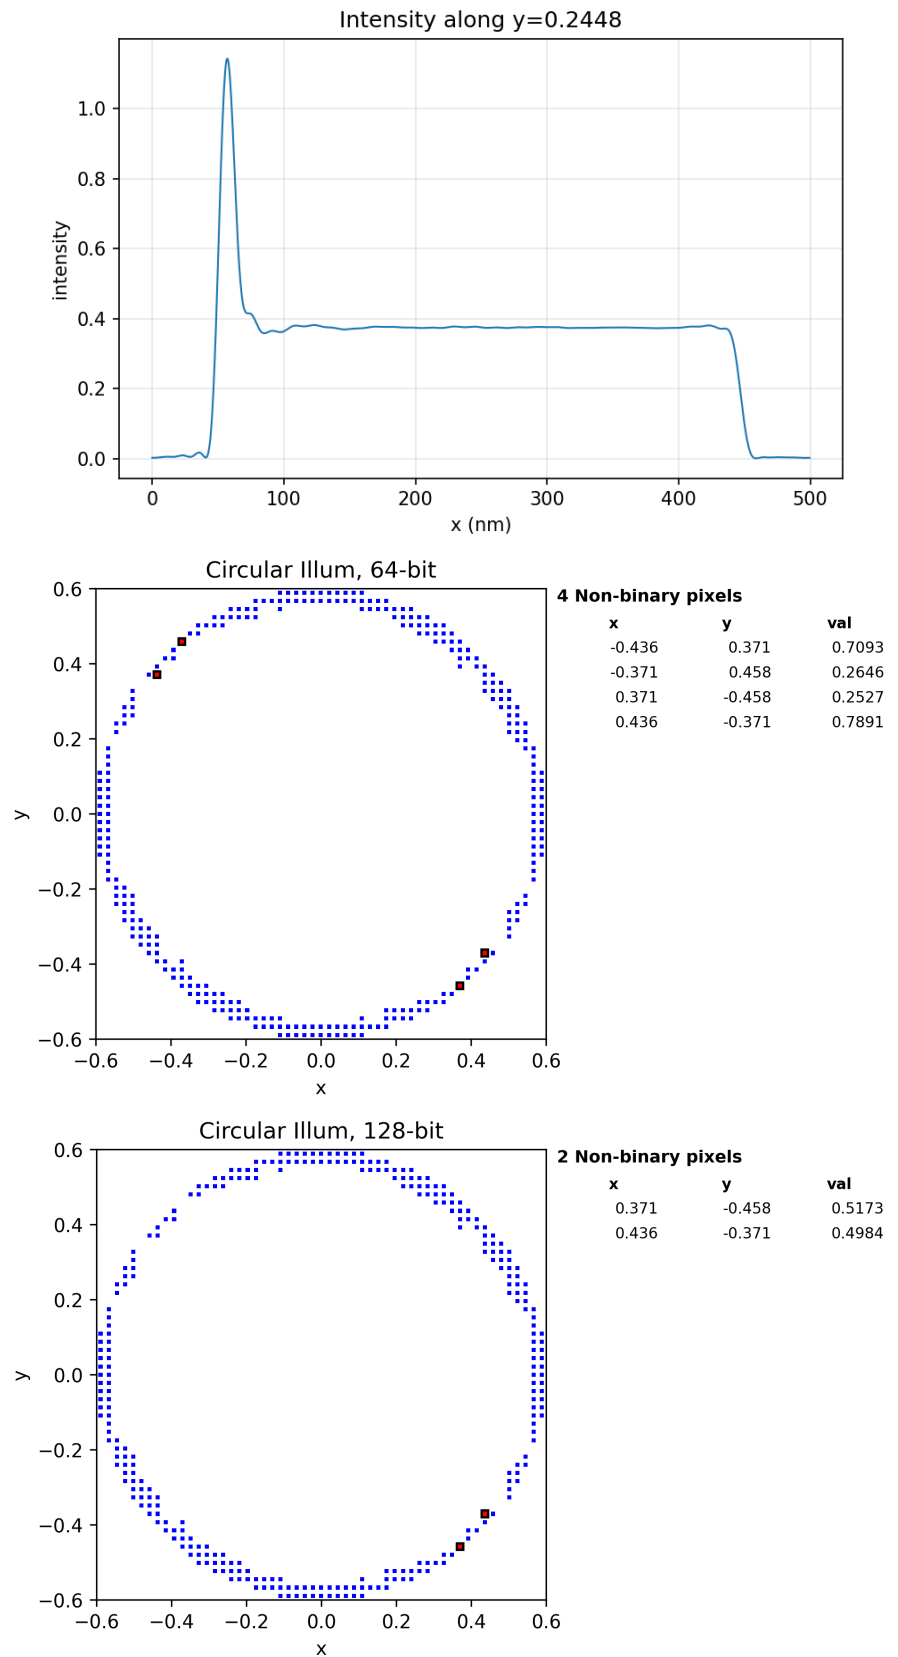 Intensity along y=0.2448
1.0
0.8
0.6
0.4
0.2
0.0
intensity
0 100 200 300 400 500
x (nm)
Circular Illum, 64-bit
0.6
0.4
0.2
0.0
−0.2
−0.4
−0.6
y
−0.6 −0.4 −0.2 0.0 0.2 0.4 0.6
x
4 Non-binary pixels
x y val
-0.436 0.371 0.7093
-0.371 0.458 0.2646
0.371 -0.458 0.2527
0.436 -0.371 0.7891
Circular Illum, 128-bit
0.6
0.4
0.2
0.0
−0.2
−0.4
−0.6
y
−0.6 −0.4 −0.2 0.0 0.2 0.4 0.6
x
2 Non-binary pixels
x y val
0.371 -0.458 0.5173
0.436 -0.371 0.4984